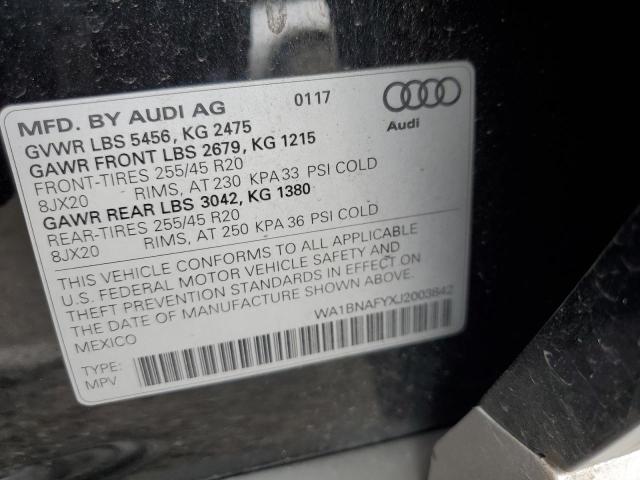 MFD. BY AUDI AG 0117
Audi
GVWR LBS 5456, KG 2475
GAWR FRONT LBS 2679, KG 1215
FRONT-TIRES 255/45 R20
8JX20 RIMS, AT 230 KPA 33 PSI COLD
GAWR REAR LBS 3042, KG 1380
REAR-TIRES 255/45 R20
8JX20 RIMS, AT 250 KPA 36 PSI COLD
THIS VEHICLE CONFORMS TO ALL APPLICABLE
U.S. FEDERAL MOTOR VEHICLE SAFETY AND
THEFT PREVENTION STANDARDS IN EFFECT ON
THE DATE OF MANUFACTURE SHOWN ABOVE.
MEXICO WA1BNAFYXJ2003842
TYPE:
MPV